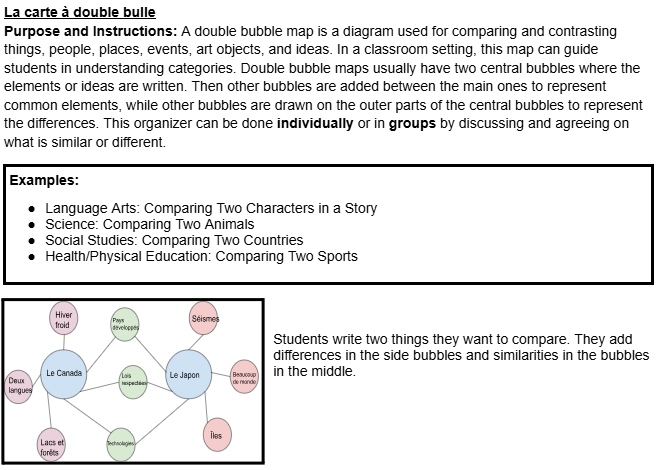 La carte à double bulle
Purpose and Instructions: A double bubble map is a diagram used for comparing and contrasting
things, people, places, events, art objects, and ideas. In a classroom setting, this map can guide
students in understanding categories. Double bubble maps usually have two central bubbles where the
elements or ideas are written. Then other bubbles are added between the main ones to represent
common elements, while other bubbles are drawn on the outer parts of the central bubbles to represent
the differences. This organizer can be done individually or in groups by discussing and agreeing on
what is similar or different.
Examples:
● Language Arts: Comparing Two Characters in a Story
● Science: Comparing Two Animals
● Social Studies: Comparing Two Countries
● Health/Physical Education: Comparing Two Sports
Hiver
froid
Pays
développés
Séismes
Le Canada
Lois
respectées
Le Japon
Beaucoup
de monde
Deux
langues
Lacs et
forêts
Technologies
Îles
Students write two things they want to compare. They add
differences in the side bubbles and similarities in the bubbles
in the middle.